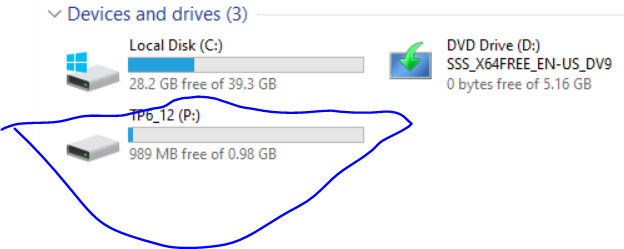 Devices and drives (3)
Local Disk (C:)
28.2 GB free of 39.3 GB
DVD Drive (D:)
SSS_X64FREE_EN-US_DV9
0 bytes free of 5.16 GB
TP6_12 (P:)
989 MB free of 0.98 GB